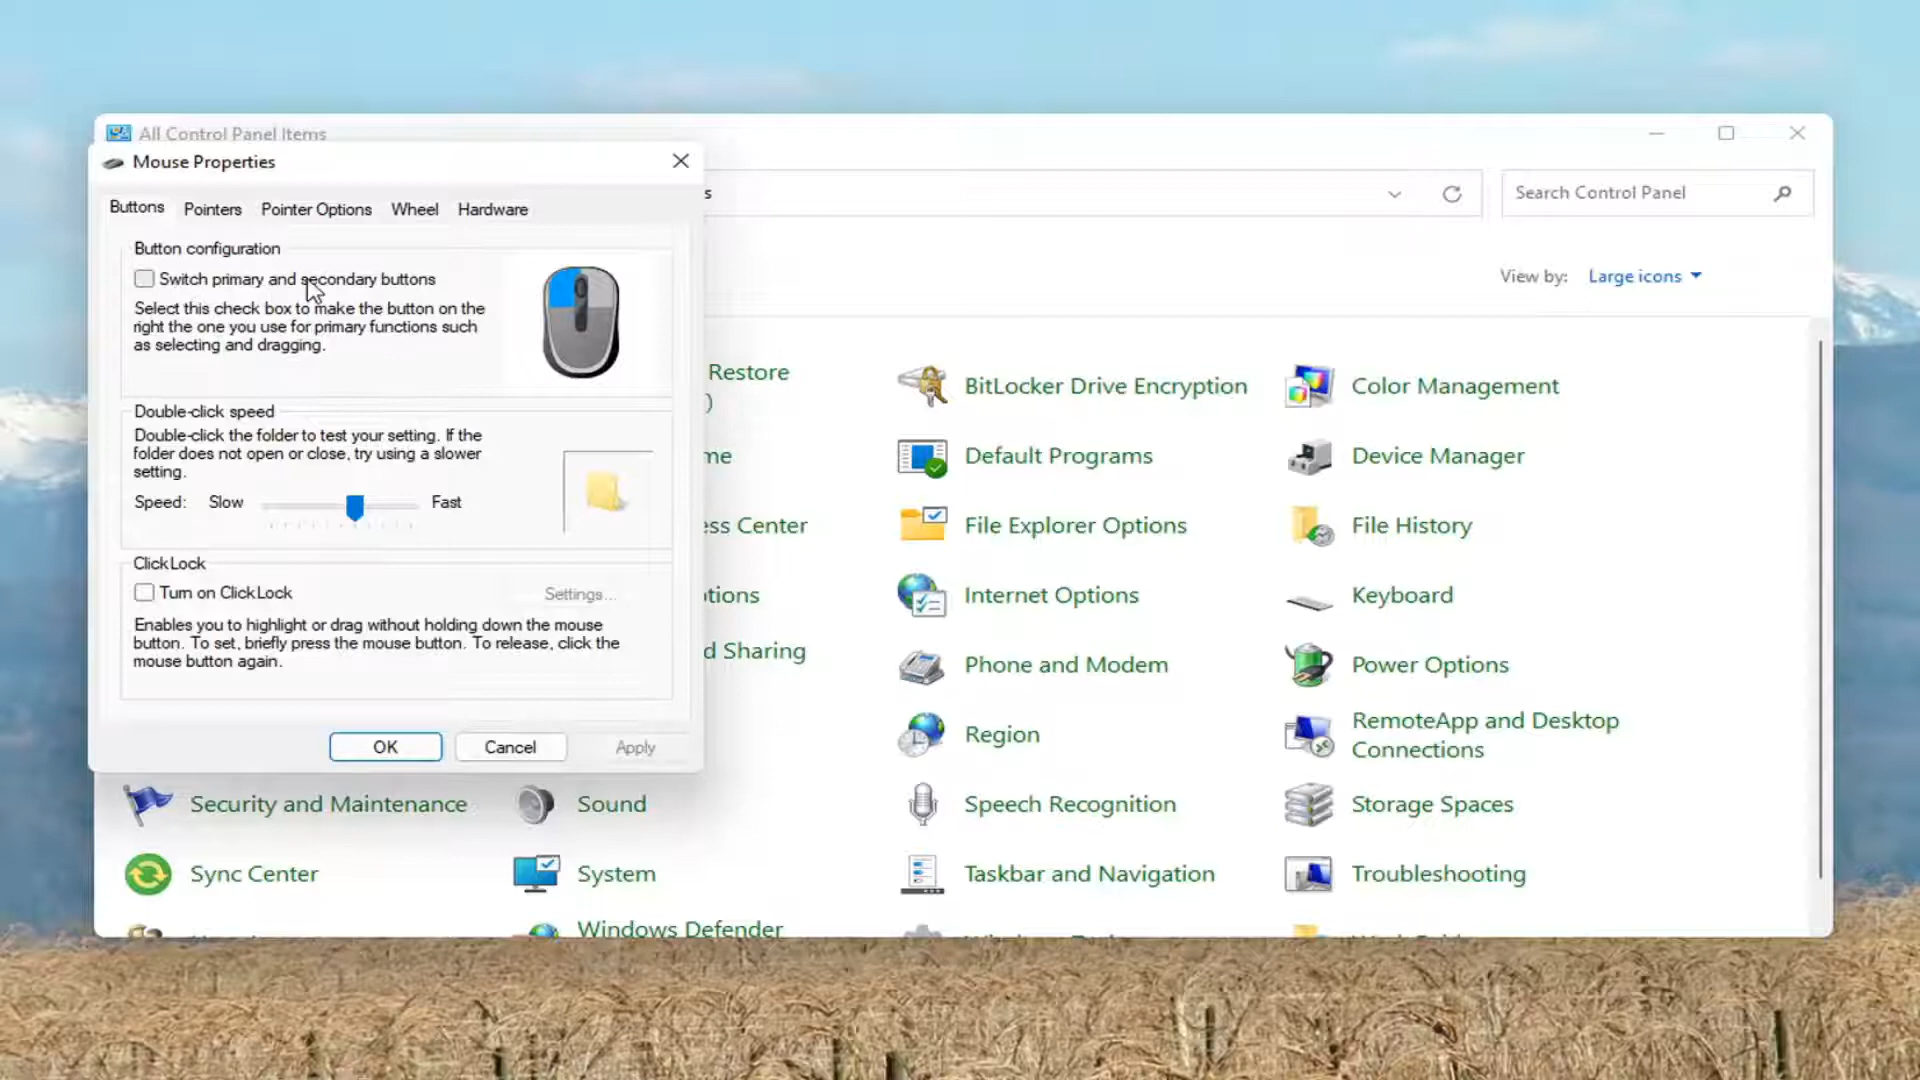 All Control Panel Items
Mouse Properties
s
Search Control Panel
Buttons
Pointers
Pointer Options
Wheel
Hardware
Button configuration
Switch primary and secondary buttons
Select this check box to make the button on the
right the one you use for primary functions such
as selecting and dragging.
Double-click speed
Double-click the folder to test your setting. If the
folder does not open or close, try using a slower
setting.
Speed:
Slow
Fast
ClickLock
Turn on ClickLock
Settings...
Enables you to highlight or drag without holding down the mouse
button. To set, briefly press the mouse button. To release, click the
mouse button again.
OK
Cancel
Apply
View by:
Large icons
Restore
)
BitLocker Drive Encryption
Color Management
me
Default Programs
Device Manager
ess Center
File Explorer Options
File History
tions
Internet Options
Keyboard
d Sharing
Phone and Modem
Power Options
Region
RemoteApp and Desktop
Connections
Security and Maintenance
Sound
Speech Recognition
Storage Spaces
Sync Center
System
Taskbar and Navigation
Troubleshooting
Windows Defender